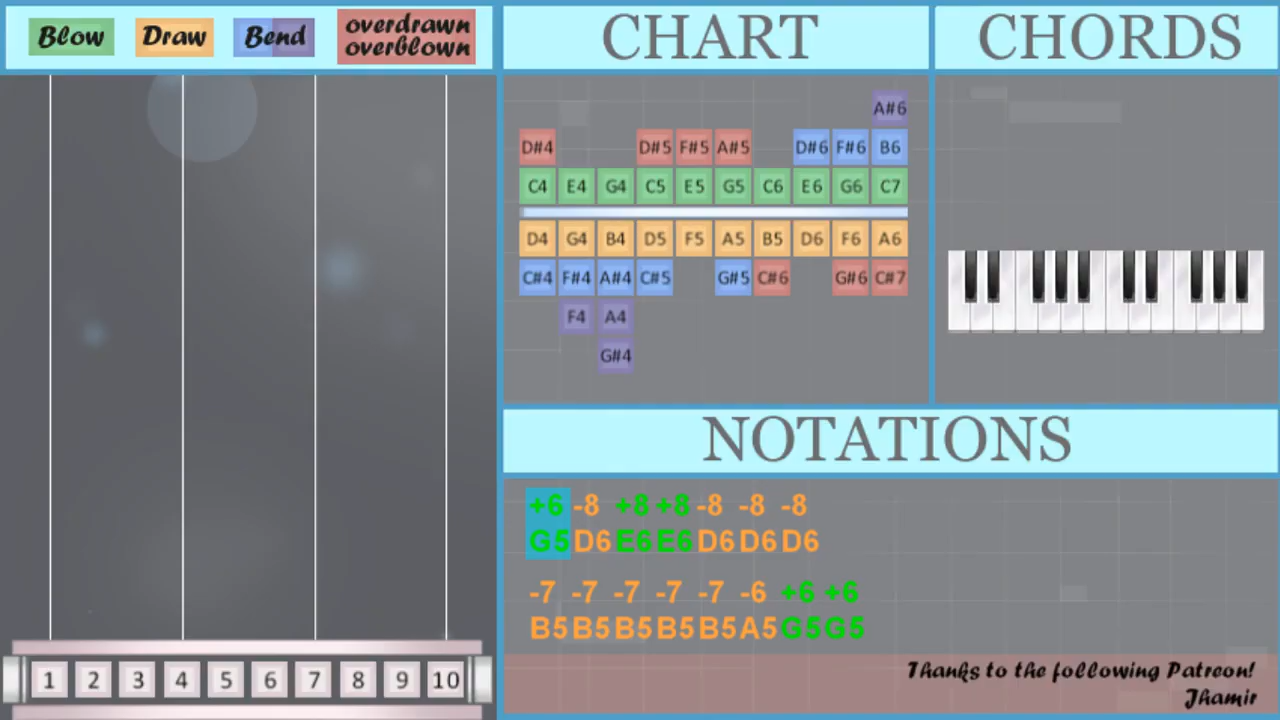 Blow Draw Bend overdrawn
overblown
CHART
CHORDS
A#6
D#4 D#5 F#5 A#5 D#6 F#6 B6
C4 E4 G4 C5 E5 G5 C6 E6 G6 C7
D4 G4 B4 D5 F5 A5 B5 D6 F6 A6
C#4 F#4 A#4 C#5 G#5 C#6 G#6 C#7
F4 A4
G#4
NOTATIONS
+6 -8 +8 +8 -8 -8 -8
G5 D6 E6 E6 D6 D6 D6
-7 -7 -7 -7 -7 -6 +6 +6
B5 B5 B5 B5 B5 A5 G5 G5
Thanks to the following Patreon!
Jhamir
1 2 3 4 5 6 7 8 9 10